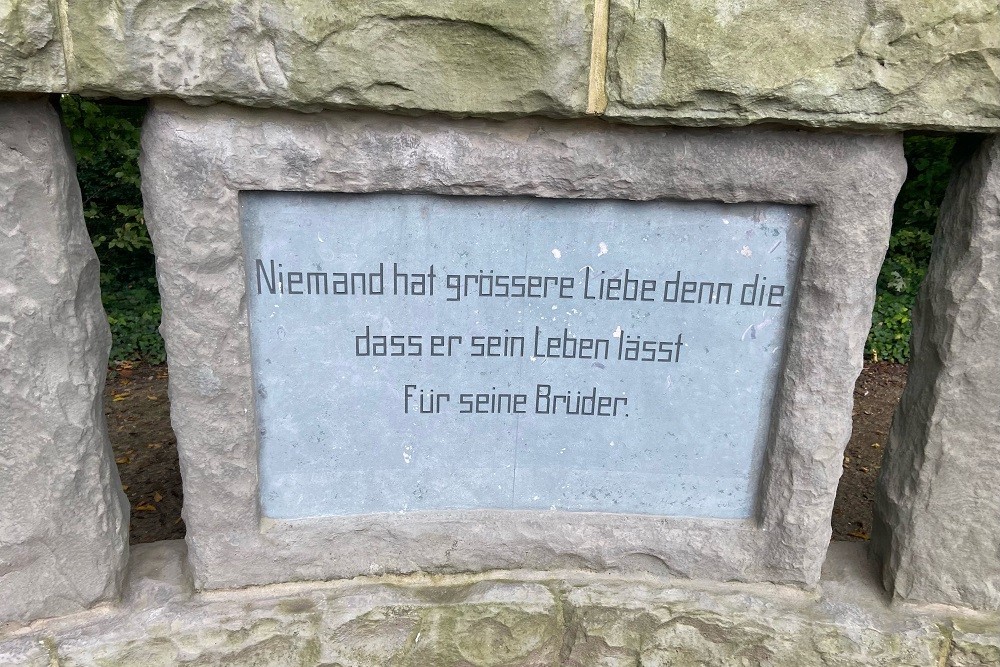 Niemand hat grössere Liebe denn die
dass er sein Leben lässt
Für seine Brüder.